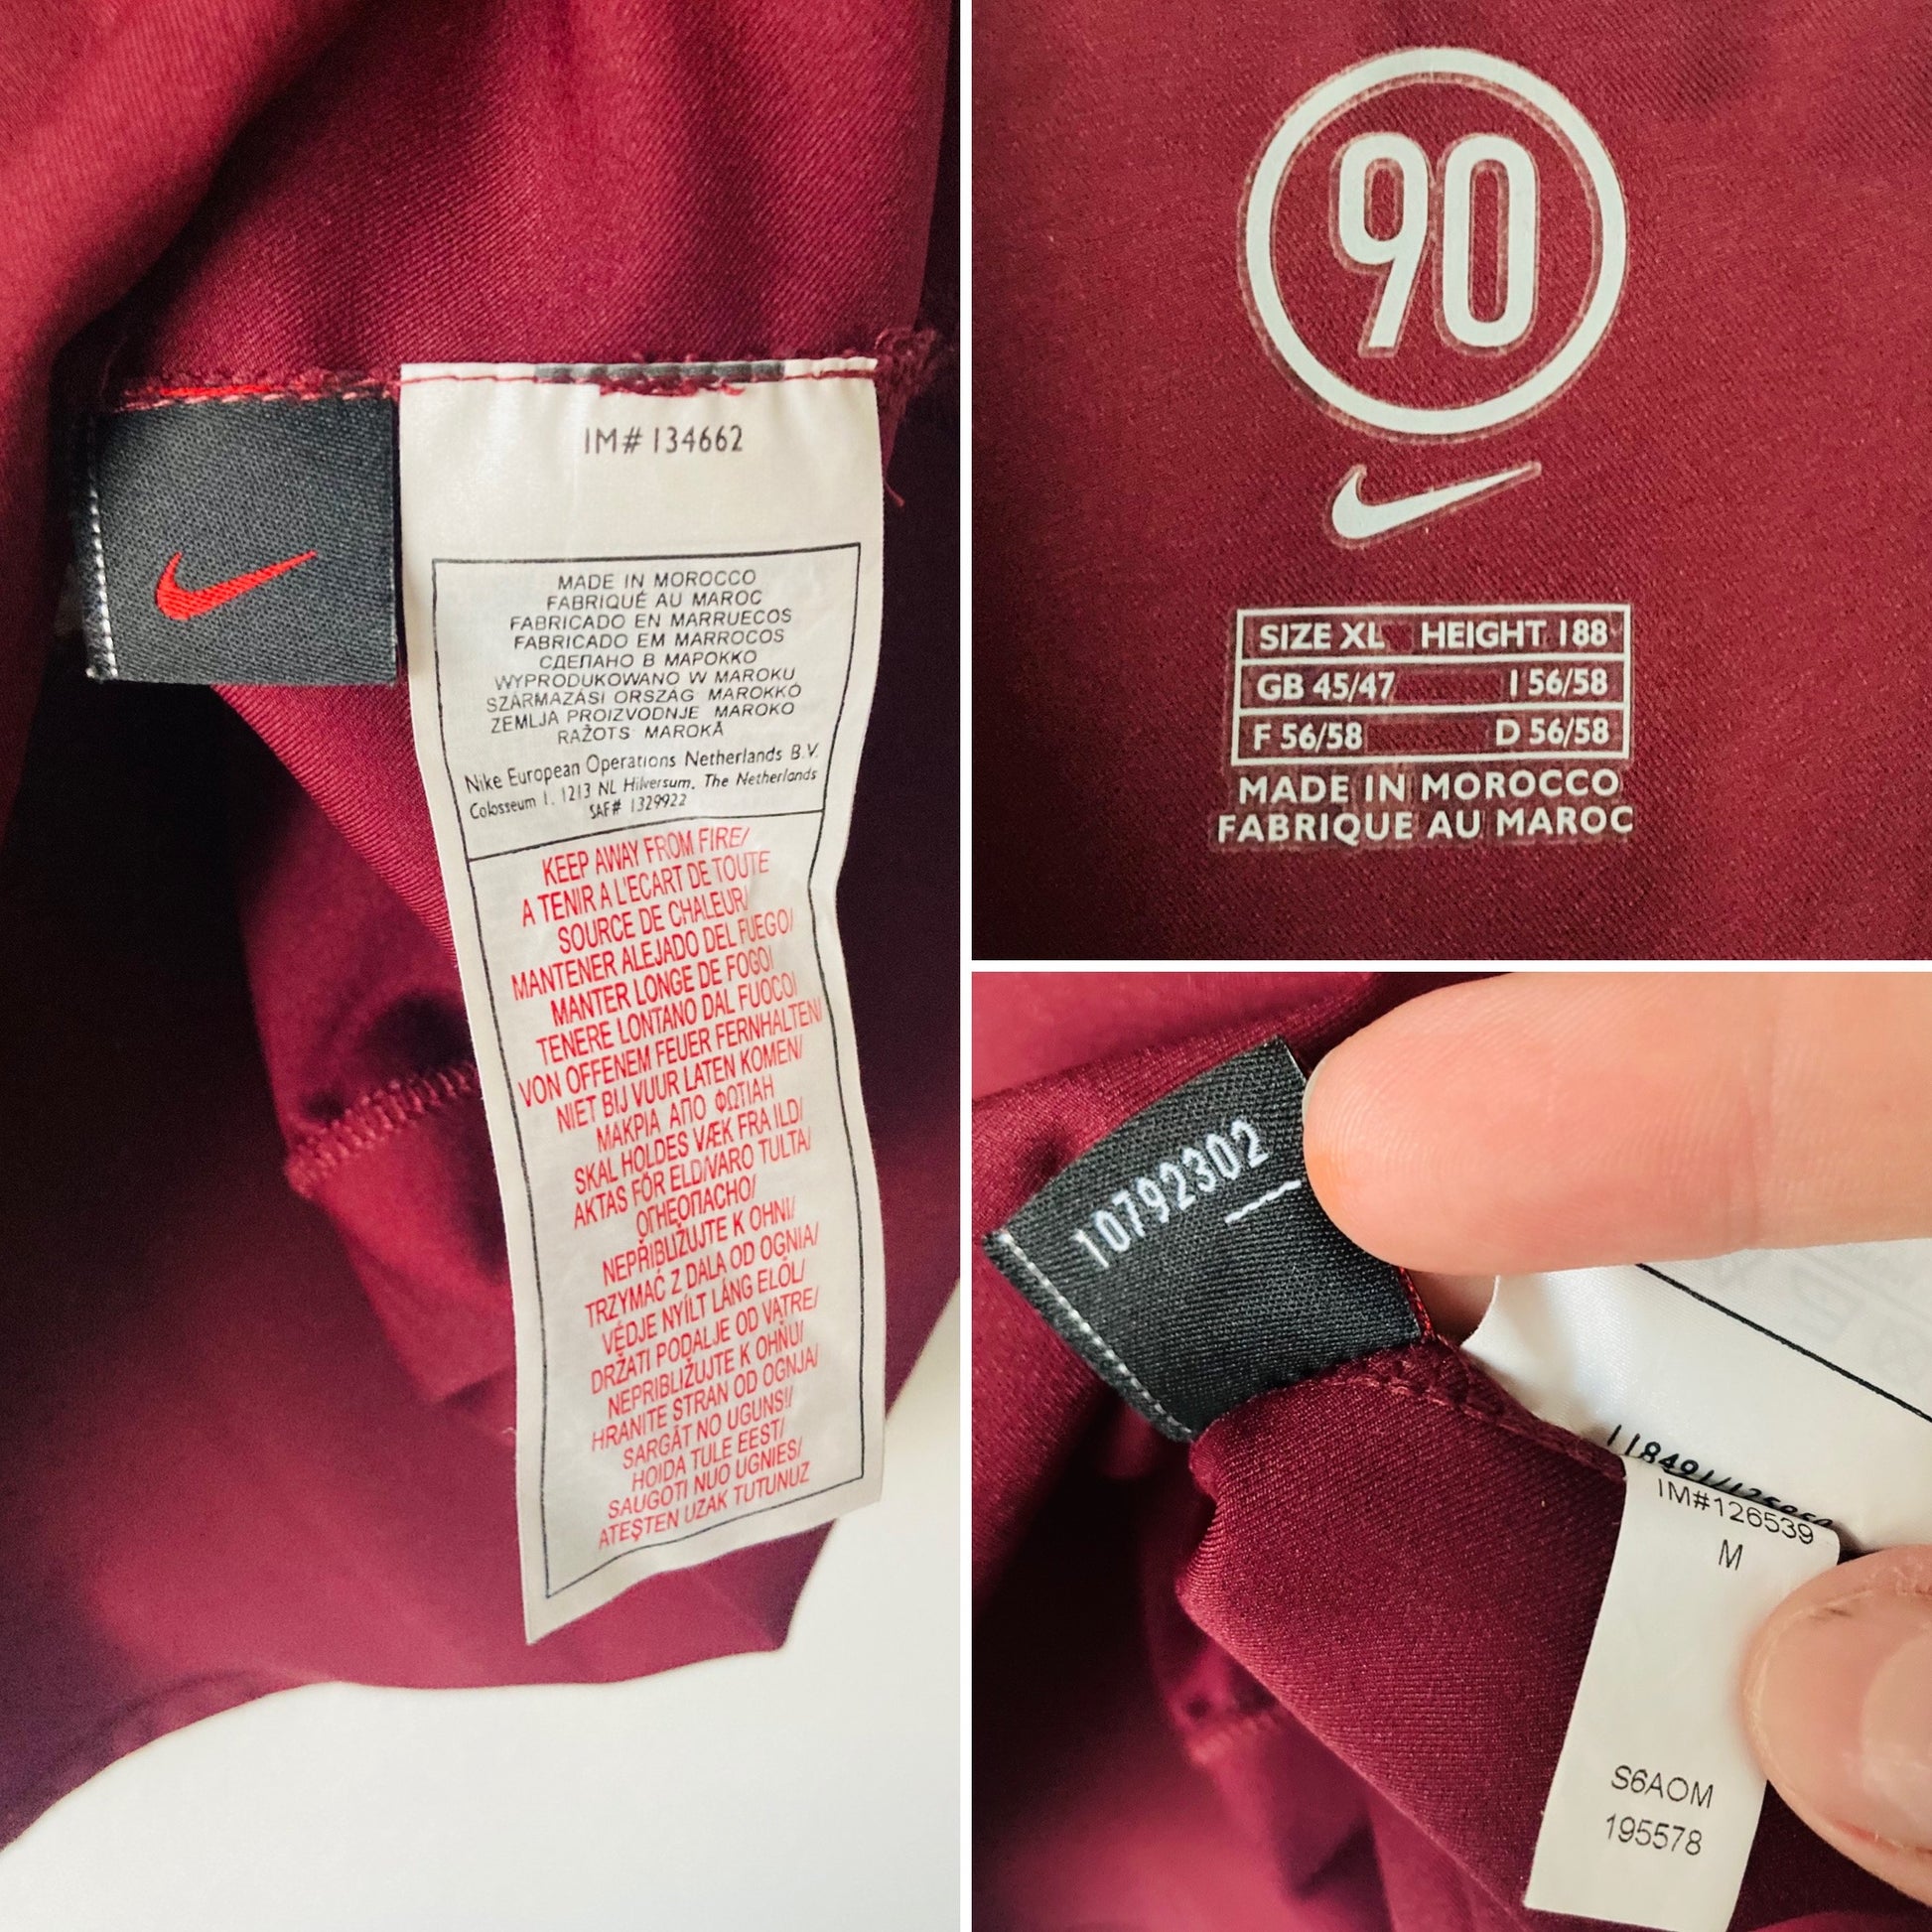 IM# 134662
MADE IN MOROCCO
FABRIQUÉ AU MAROC
FABRICADO EN MARRUECOS
FABRICADO EM MARROCOS
СДЕПАНО В МАРОККО
WYPRODUKOWANO W MAROKU
SZÁRMAZÁSI ORSZÁG MAROKKÓ
ZEMLJA PROIZVODNJE MAROKO
RAŽOTS MAROKĀ
Nike European Operations Netherlands B.V.
Colosseum 1, 1213 NL Hilversum, The Netherlands
SAF# 1329922
KEEP AWAY FROM FIRE/
A TENIR A L'ECART DE TOUTE
SOURCE DE CHALEUR/
MANTENER ALEJADO DEL FUEGO/
MANTER LONGE DE FOGO/
TENERE LONTANO DAL FUOCO/
VON OFFENEM FEUER FERNHALTEN/
NIET BIJ VUUR LATEN KOMEN/
ΜΑΚΡΙΑ ΑΠΟ ΦΩΤΙΑΗ
SKAL HOLDES VÆK FRA ILD/
AKTAS FÖR ELD/VARO TULTA/
ОГНЕОПАСНО/
NEPŘIBLIŽUJTE K OHNI/
TRZYMAĆ Z DALA OD OGNIA/
VÉDJE NYÍLT LÁNG ELŐL/
DRŽATI PODALJE OD VATRE/
NEPRIBLIŽUJTE K OHŇU/
HRANITE STRAN OD OGNJA/
SARGĀT NO UGUNS!/
HOIDA TULE EEST/
SAUGOTI NUO UGNIES/
ATEŞTEN UZAK TUTUNUZ
90
SIZE XL HEIGHT 188
GB 45/47 I 56/58
F 56/58 D 56/58
MADE IN MOROCCO
FABRIQUE AU MAROC
10792302
IM#126539
M
S6AOM
195578